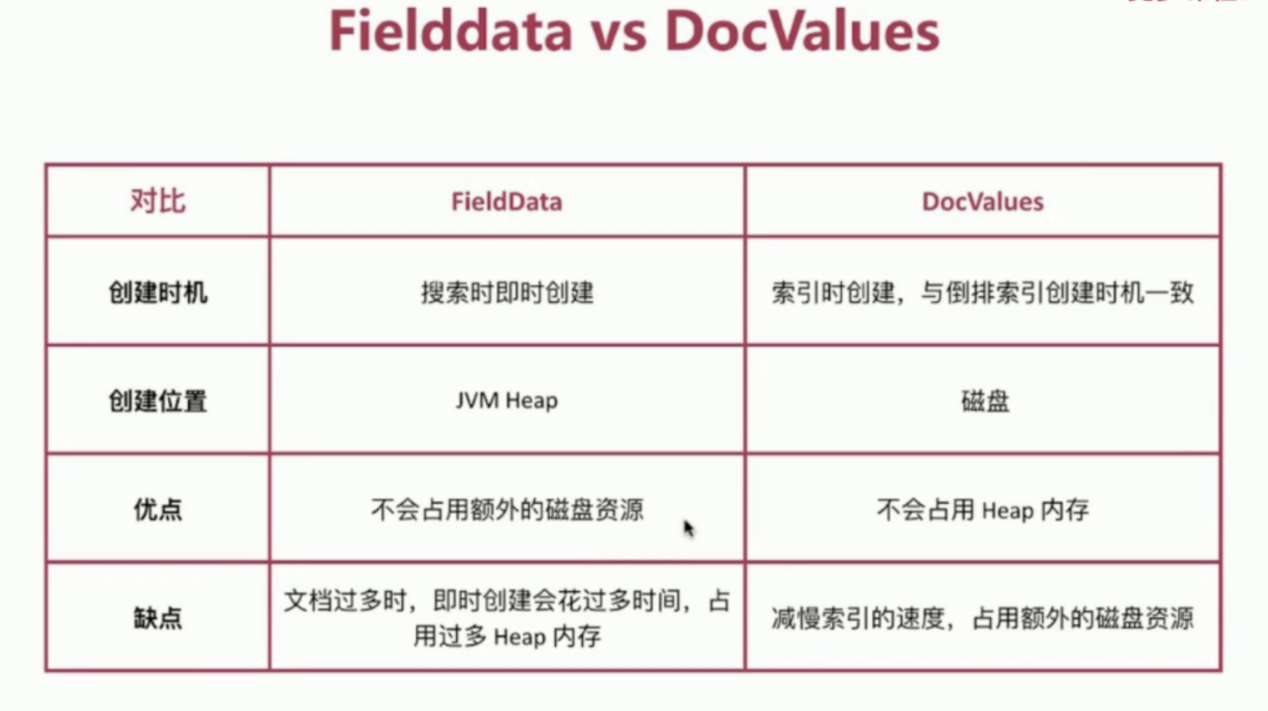 Fielddata vs DocValues
对比
FieldData
DocValues
创建时机
搜索时即时创建
索引时创建，与倒排索引创建时机一致
创建位置
JVM Heap
磁盘
优点
不会占用额外的磁盘资源
不会占用 Heap 内存
缺点
文档过多时，即时创建会花过多时间，占
用过多 Heap 内存
减慢索引的速度，占用额外的磁盘资源